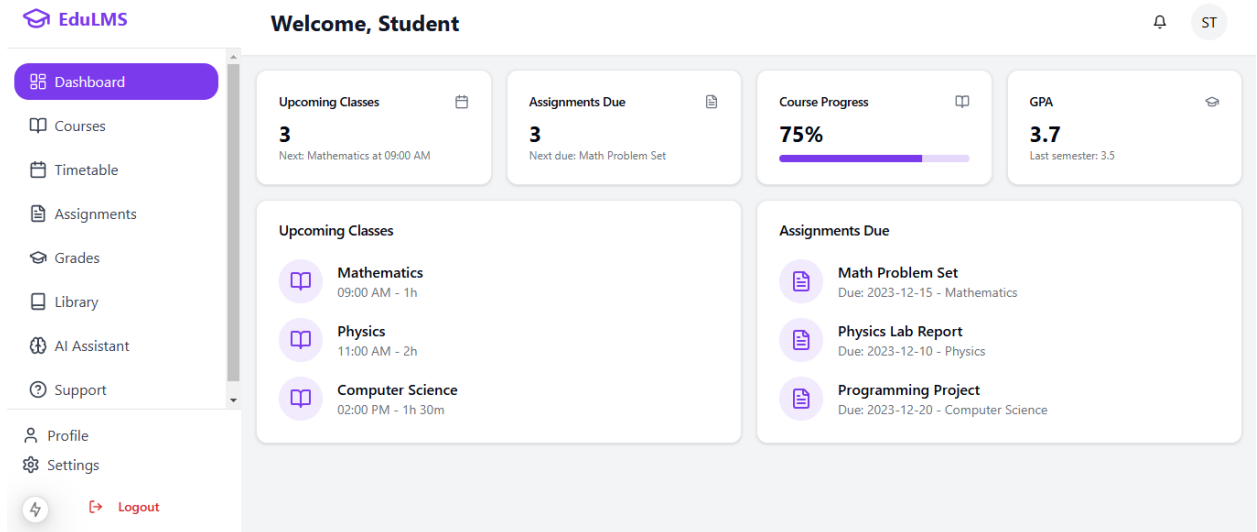 EduLMS
Welcome, Student
ST
Dashboard
Courses
Timetable
Assignments
Grades
Library
AI Assistant
Support
Profile
Settings
Logout
Upcoming Classes
3
Next: Mathematics at 09:00 AM
Assignments Due
3
Next due: Math Problem Set
Course Progress
75%
GPA
3.7
Last semester: 3.5
Upcoming Classes
Mathematics
09:00 AM - 1h
Physics
11:00 AM - 2h
Computer Science
02:00 PM - 1h 30m
Assignments Due
Math Problem Set
Due: 2023-12-15 - Mathematics
Physics Lab Report
Due: 2023-12-10 - Physics
Programming Project
Due: 2023-12-20 - Computer Science